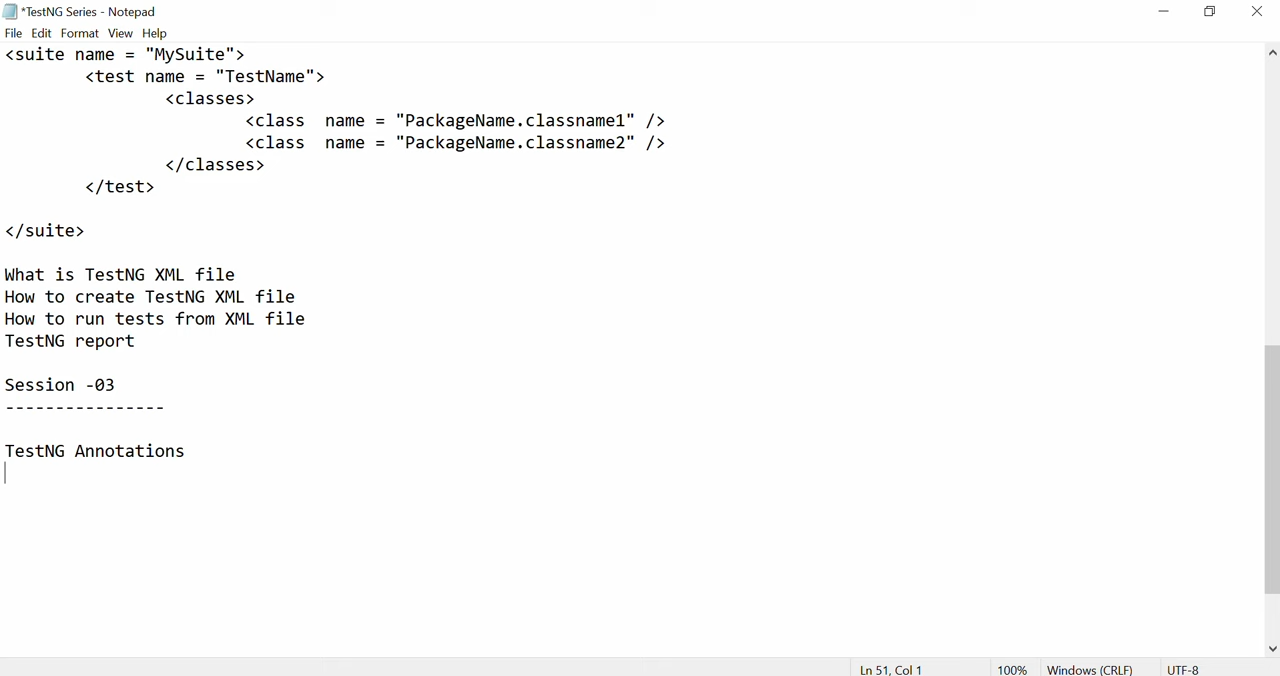 *TestNG Series - Notepad
File Edit Format View Help
<suite name = "MySuite">
<test name = "TestName">
<classes>
<class  name = "PackageName.classname1" />
<class  name = "PackageName.classname2" />
</classes>
</test>
</suite>
What is TestNG XML file
How to create TestNG XML file
How to run tests from XML file
TestNG report
Session -03
----------------
TestNG Annotations
Ln 51, Col 1 100% Windows (CRLF) UTF-8